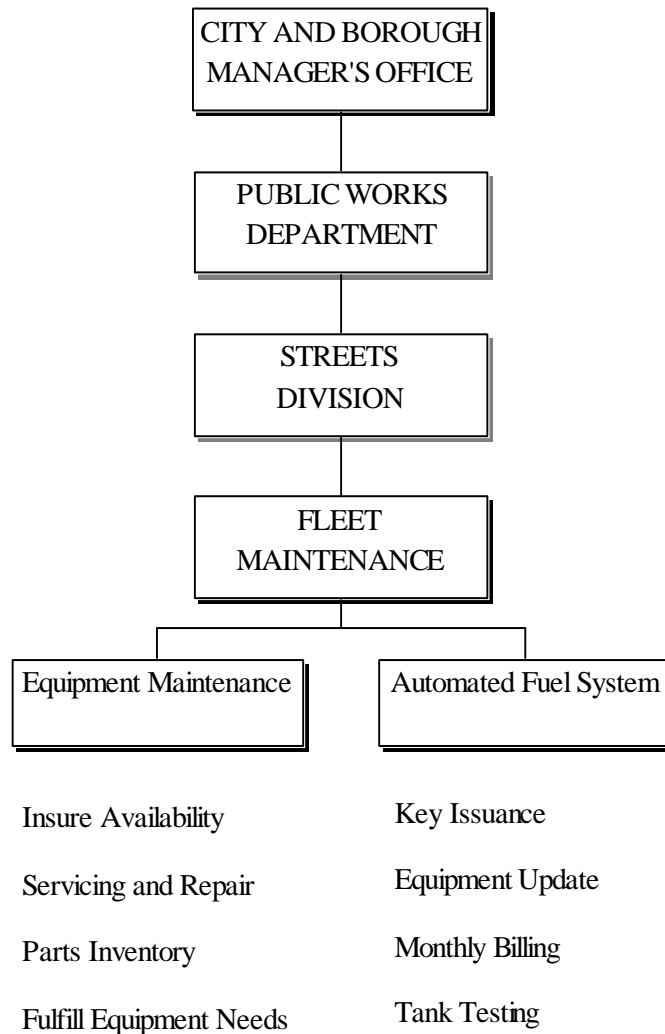 CITY AND BOROUGH
MANAGER'S OFFICE
PUBLIC WORKS
DEPARTMENT
STREETS
DIVISION
FLEET
MAINTENANCE
Equipment Maintenance
Automated Fuel System
Insure Availability
Servicing and Repair
Parts Inventory
Fulfill Equipment Needs
Key Issuance
Equipment Update
Monthly Billing
Tank Testing